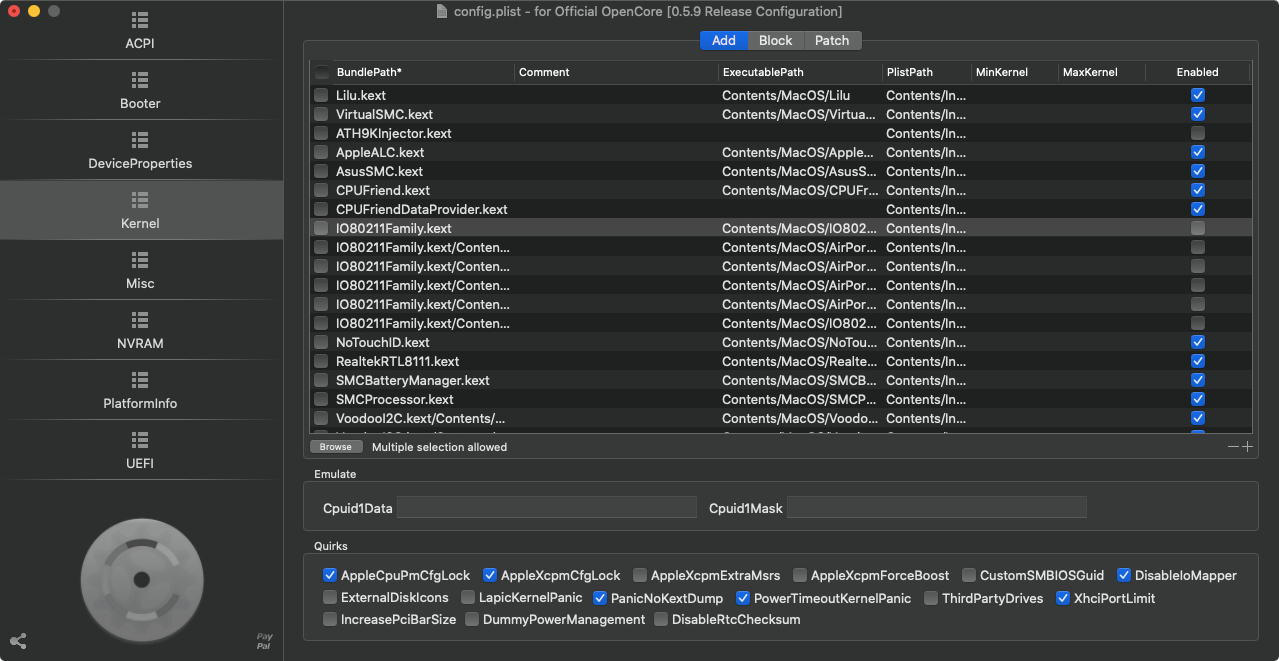 config.plist - for Official OpenCore [0.5.9 Release Configuration]
ACPI
Booter
DeviceProperties
Kernel
Misc
NVRAM
PlatformInfo
UEFI
Pay
Pal
Add Block Patch
BundlePath* Comment ExecutablePath PlistPath MinKernel MaxKernel Enabled
Lilu.kext Contents/MacOS/Lilu Contents/In...
VirtualSMC.kext Contents/MacOS/Virtua... Contents/In...
ATH9KInjector.kext Contents/In...
AppleALC.kext Contents/MacOS/Apple... Contents/In...
AsusSMC.kext Contents/MacOS/AsusS... Contents/In...
CPUFriend.kext Contents/MacOS/CPUFr... Contents/In...
CPUFriendDataProvider.kext Contents/In...
IO80211Family.kext Contents/MacOS/IO802... Contents/In...
IO80211Family.kext/Conten... Contents/MacOS/AirPor... Contents/In...
IO80211Family.kext/Conten... Contents/MacOS/AirPor... Contents/In...
IO80211Family.kext/Conten... Contents/MacOS/AirPor... Contents/In...
IO80211Family.kext/Conten... Contents/MacOS/AirPor... Contents/In...
IO80211Family.kext/Conten... Contents/MacOS/IO802... Contents/In...
NoTouchID.kext Contents/MacOS/NoTou... Contents/In...
RealtekRTL8111.kext Contents/MacOS/Realte... Contents/In...
SMCBatteryManager.kext Contents/MacOS/SMCB... Contents/In...
SMCProcessor.kext Contents/MacOS/SMCP... Contents/In...
VoodooI2C.kext/Contents/... Contents/MacOS/Voodo... Contents/In...
Browse Multiple selection allowed
Emulate
Cpuid1Data Cpuid1Mask
Quirks
AppleCpuPmCfgLock AppleXcpmCfgLock AppleXcpmExtraMsrs AppleXcpmForceBoost CustomSMBIOSGuid DisableIoMapper
ExternalDiskIcons LapicKernelPanic PanicNoKextDump PowerTimeoutKernelPanic ThirdPartyDrives XhciPortLimit
IncreasePciBarSize DummyPowerManagement DisableRtcChecksum